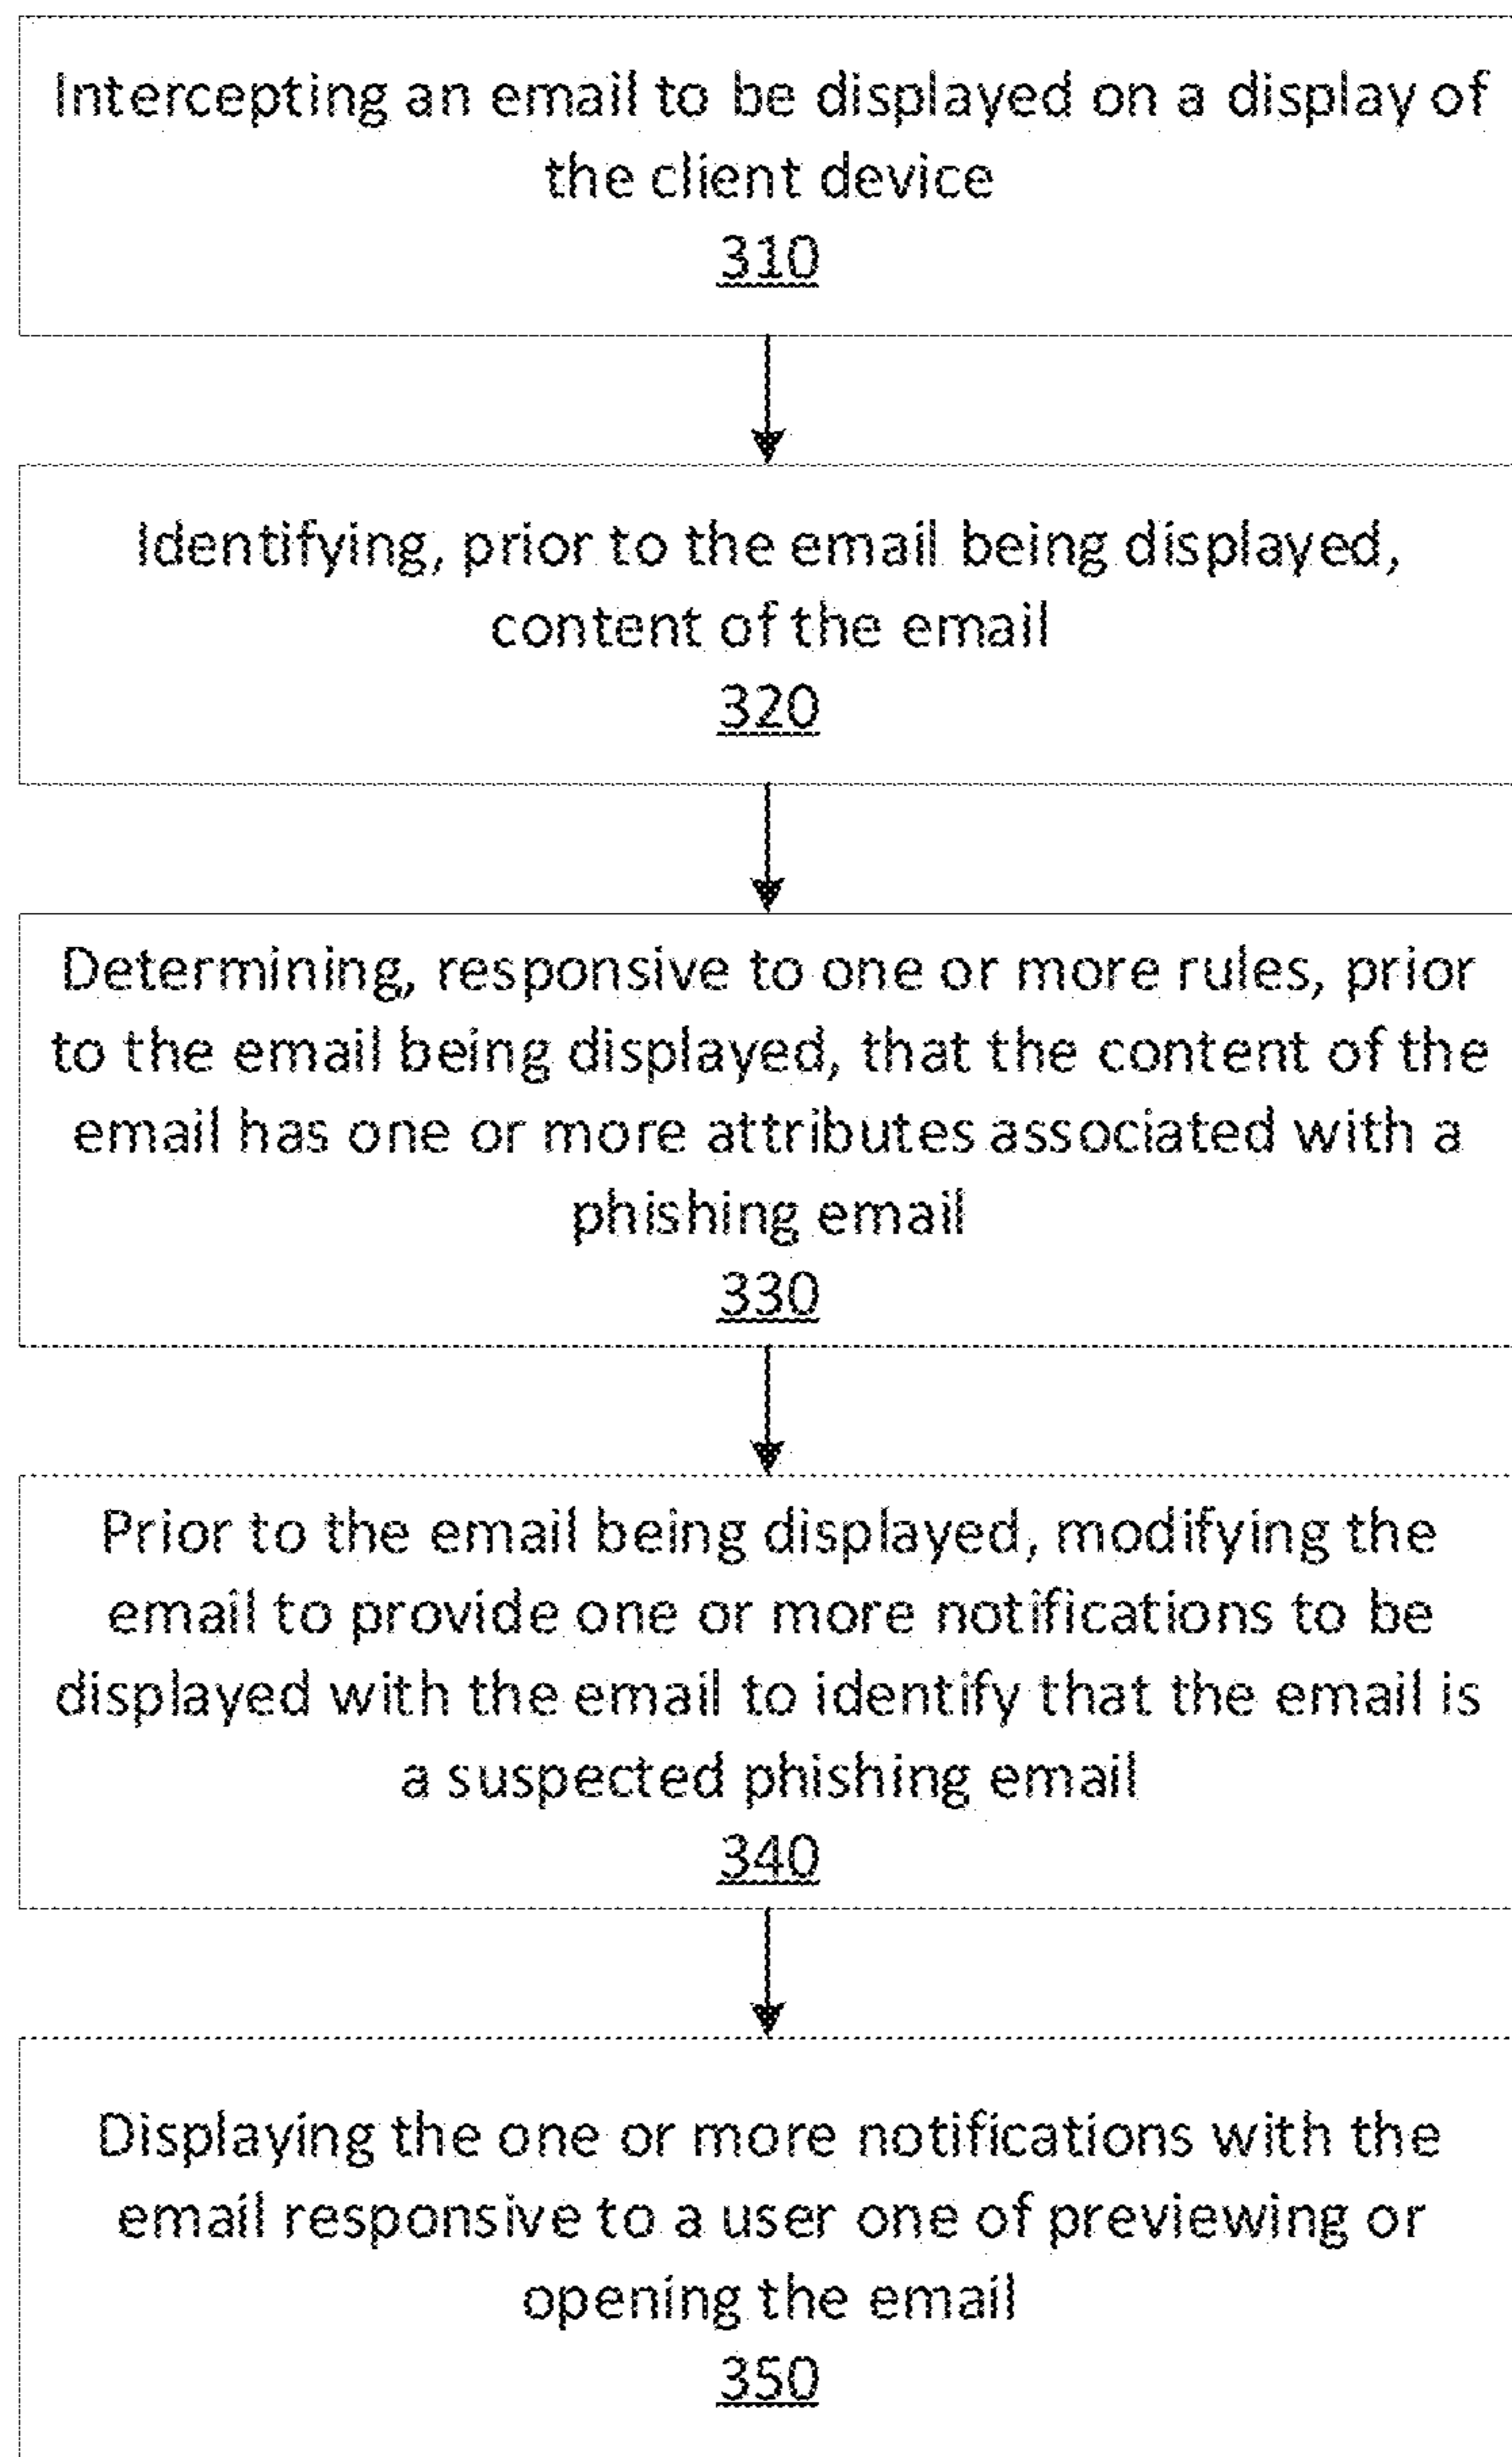 Intercepting an email to be displayed on a display of
the client device
310
Identifying, prior to the email being displayed,
content of the email
320
Determining, responsive to one or more rules, prior
to the email being displayed, that the content of the
email has one or more attributes associated with a
phishing email
330
Prior to the email being displayed, modifying the
email to provide one or more notifications to be
displayed with the email to identify that the email is
a suspected phishing email
340
Displaying the one or more notifications with the
email responsive to a user one of previewing or
opening the email
350